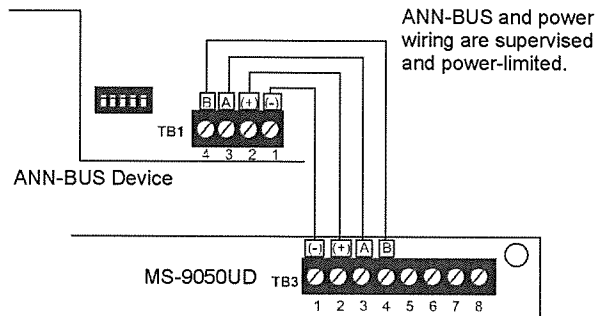 ANN-BUS and power
wiring are supervised
and power-limited.
B A (+) (-)
TB1
4 3 2 1
ANN-BUS Device
(-) (+) A B
MS-9050UD TB3
1 2 3 4 5 6 7 8